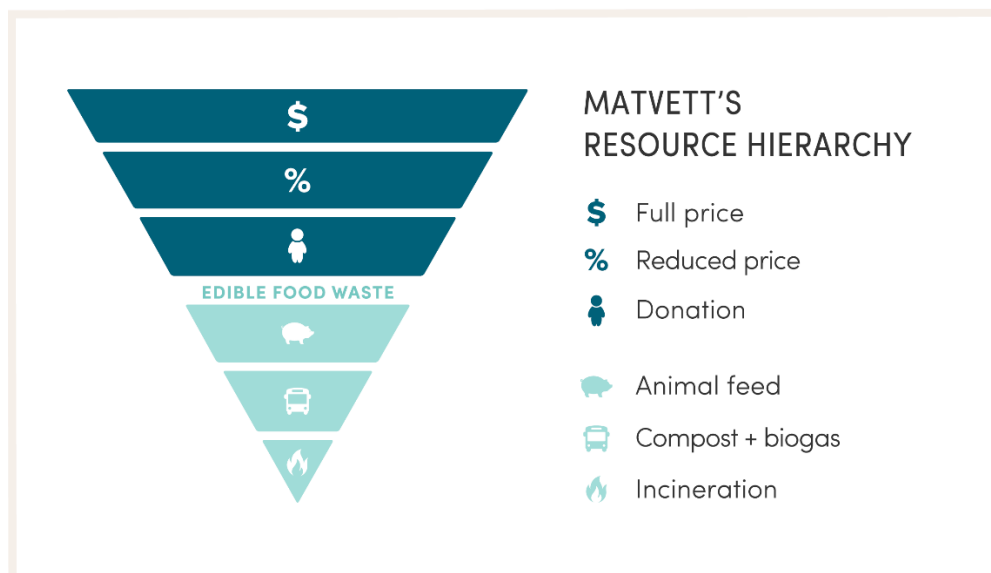 $
%
EDIBLE FOOD WASTE
MATVETT'S
RESOURCE HIERARCHY
$ Full price
% Reduced price
Donation
Animal feed
Compost + biogas
Incineration